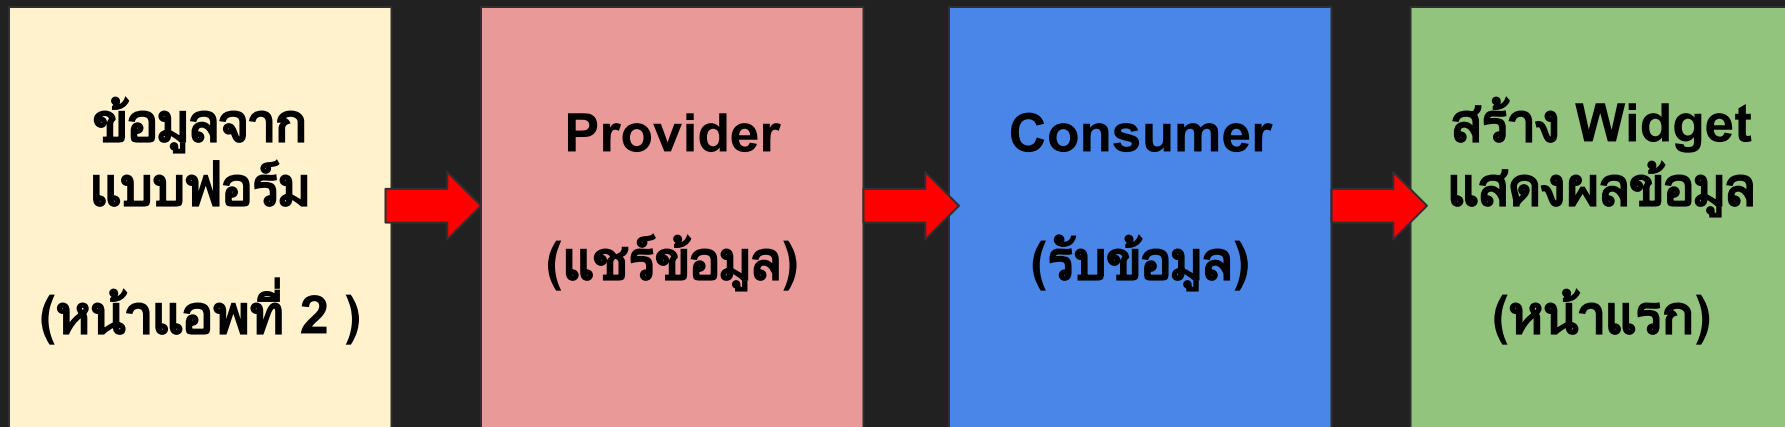 ข้อมูลจาก
แบบฟอร์ม
(หน้าแอพที่ 2 )
Provider
(แชร์ข้อมูล)
Consumer
(รับข้อมูล)
สร้าง Widget
แสดงผลข้อมูล
(หน้าแรก)